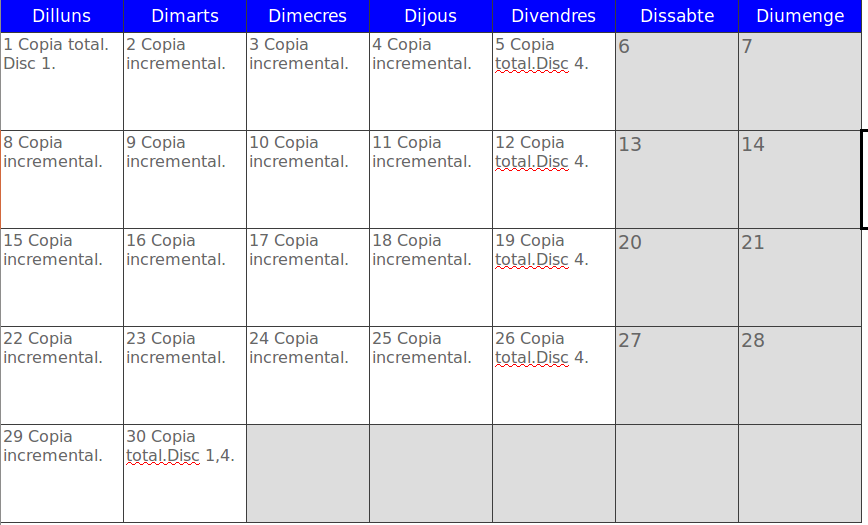 Dilluns Dimarts Dimecres Dijous Divendres Dissabte Diumenge
1 Copia total.
Disc 1.
2 Copia
incremental.
3 Copia
incremental.
4 Copia
incremental.
5 Copia
total.Disc 4.
6
7
8 Copia
incremental.
9 Copia
incremental.
10 Copia
incremental.
11 Copia
incremental.
12 Copia
total.Disc 4.
13
14
15 Copia
incremental.
16 Copia
incremental.
17 Copia
incremental.
18 Copia
incremental.
19 Copia
total.Disc 4.
20
21
22 Copia
incremental.
23 Copia
incremental.
24 Copia
incremental.
25 Copia
incremental.
26 Copia
total.Disc 4.
27
28
29 Copia
incremental.
30 Copia
total.Disc 1,4.